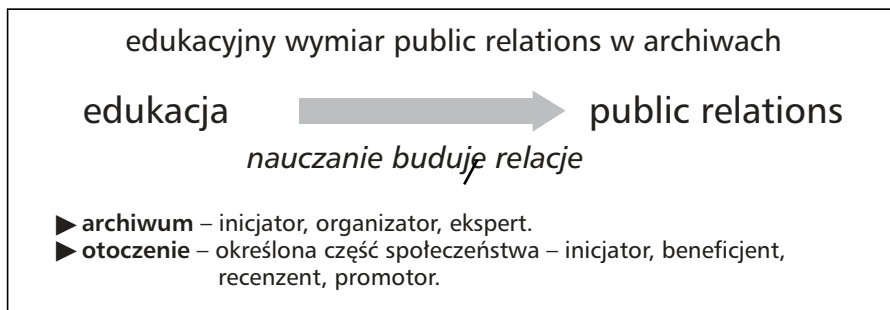 edukacyjny wymiar public relations w archiwach
edukacja public relations
nauczanie buduje relacje
▶ archiwum – inicjator, organizator, ekspert.
▶ otoczenie – określona część społeczeństwa – inicjator, beneficjent,
recenzent, promotor.